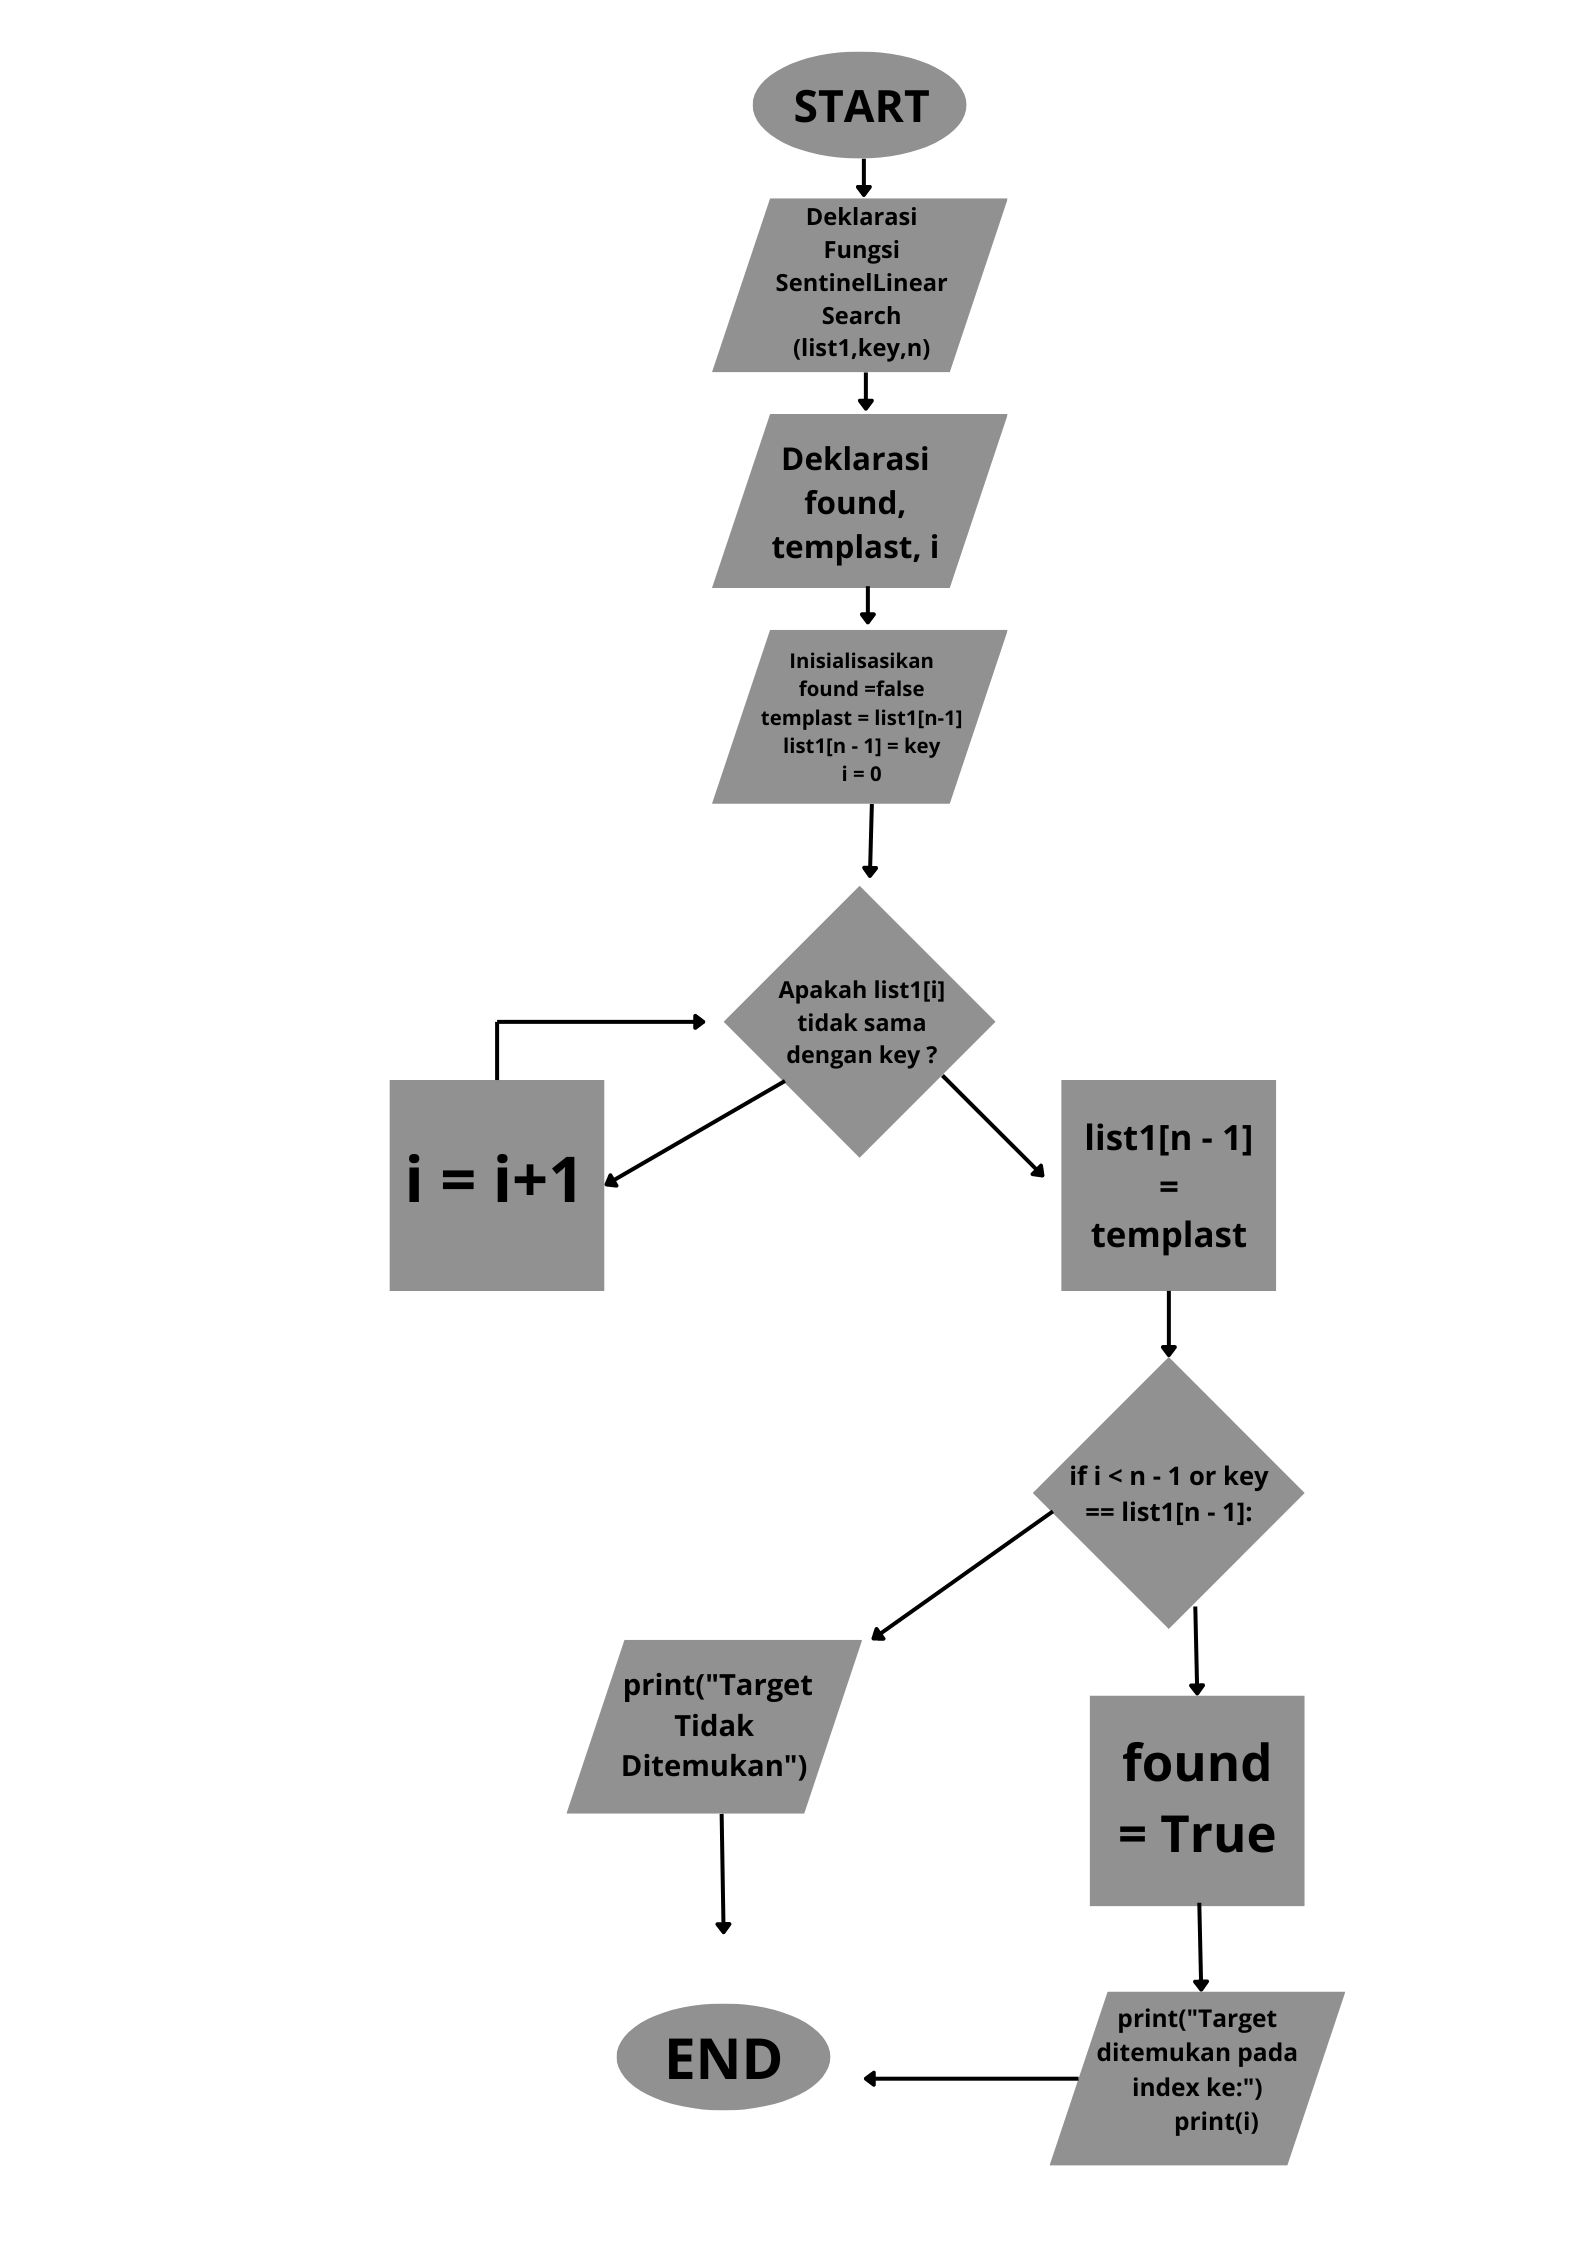 START
Deklarasi
Fungsi
SentinelLinear
Search
(list1,key,n)
Deklarasi
found,
templast, i
Inisialisasikan
found =false
templast = list1[n-1]
list1[n - 1] = key
i = 0
Apakah list1[i]
tidak sama
dengan key ?
i = i+1
list1[n - 1]
=
templast
if i < n - 1 or key
== list1[n - 1]:
print("Target
Tidak
Ditemukan")
found
= True
print("Target
ditemukan pada
index ke:")
print(i)
END